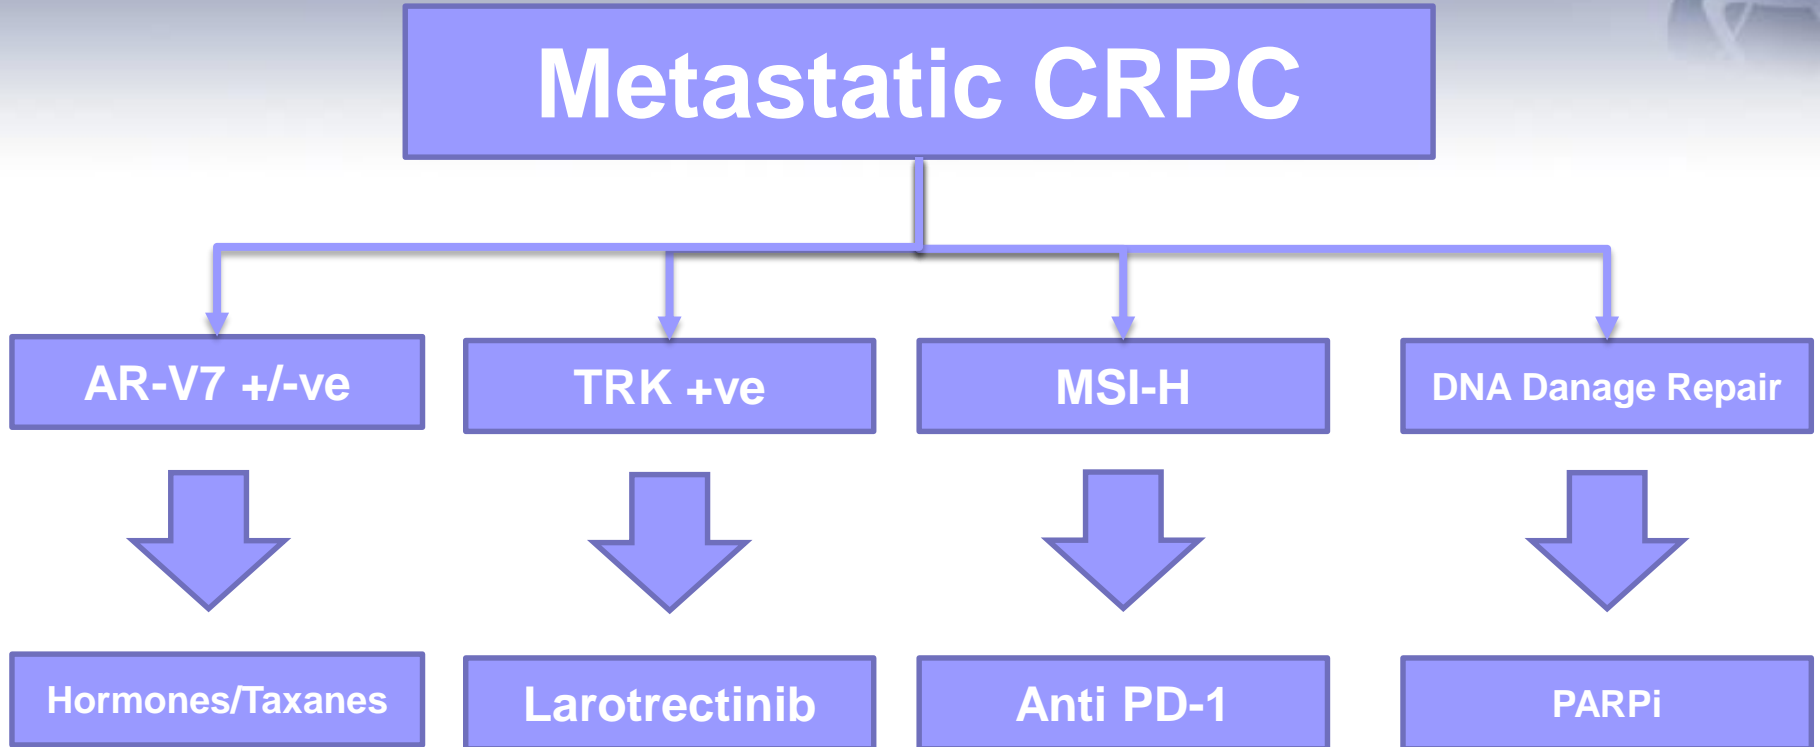 Metastatic CRPC
AR-V7 +/-ve
TRK +ve
MSI-H
DNA Danage Repair
Hormones/Taxanes
Larotrectinib
Anti PD-1
PARPi